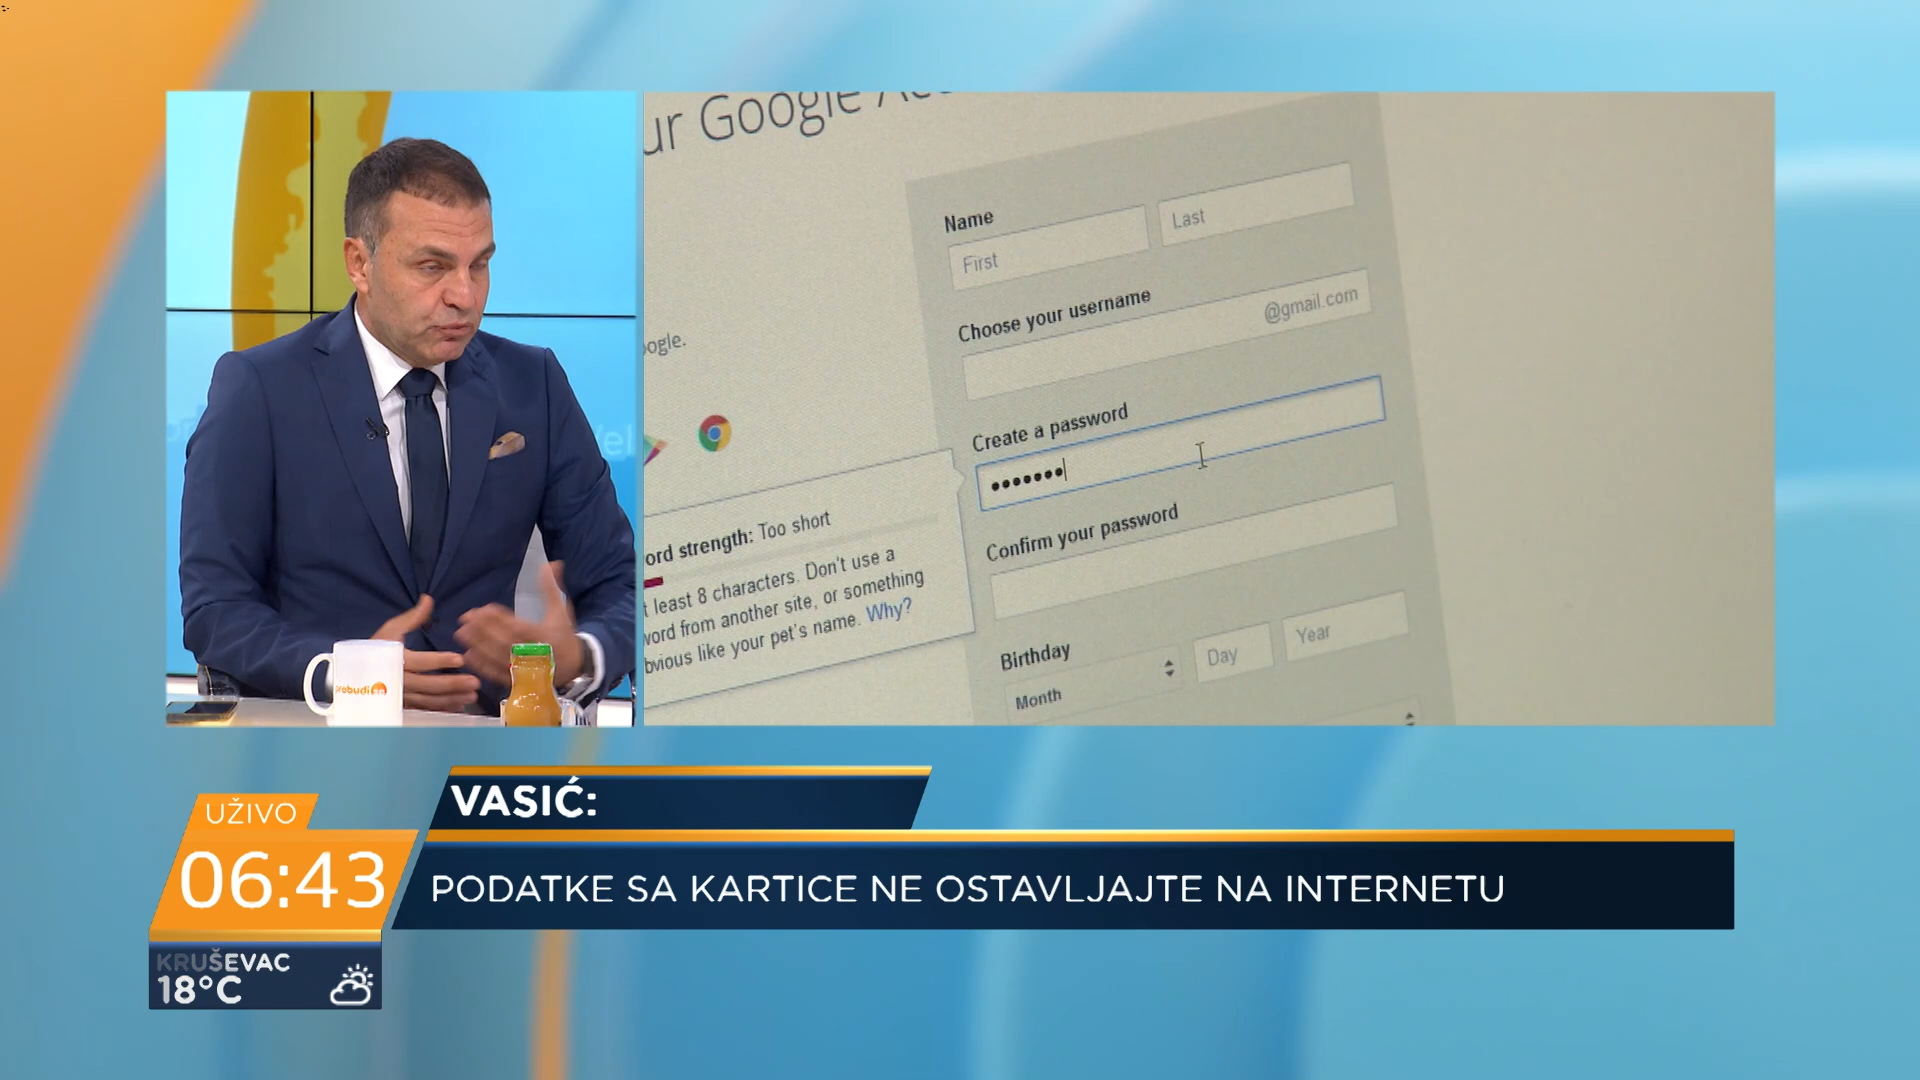 ur Google
Name
First
Last
Choose your username
@gmail.com
ogle.
Create a password
•••••••
ord strength: Too short
t least 8 characters. Don't use a
word from another site, or something
bvious like your pet's name. Why?
Confirm your password
Birthday
Month
Day
Year
probudi se
VASIĆ:
UŽIVO
06:43
PODATKE SA KARTICE NE OSTAVLJAJTE NA INTERNETU
KRUŠEVAC
18°C